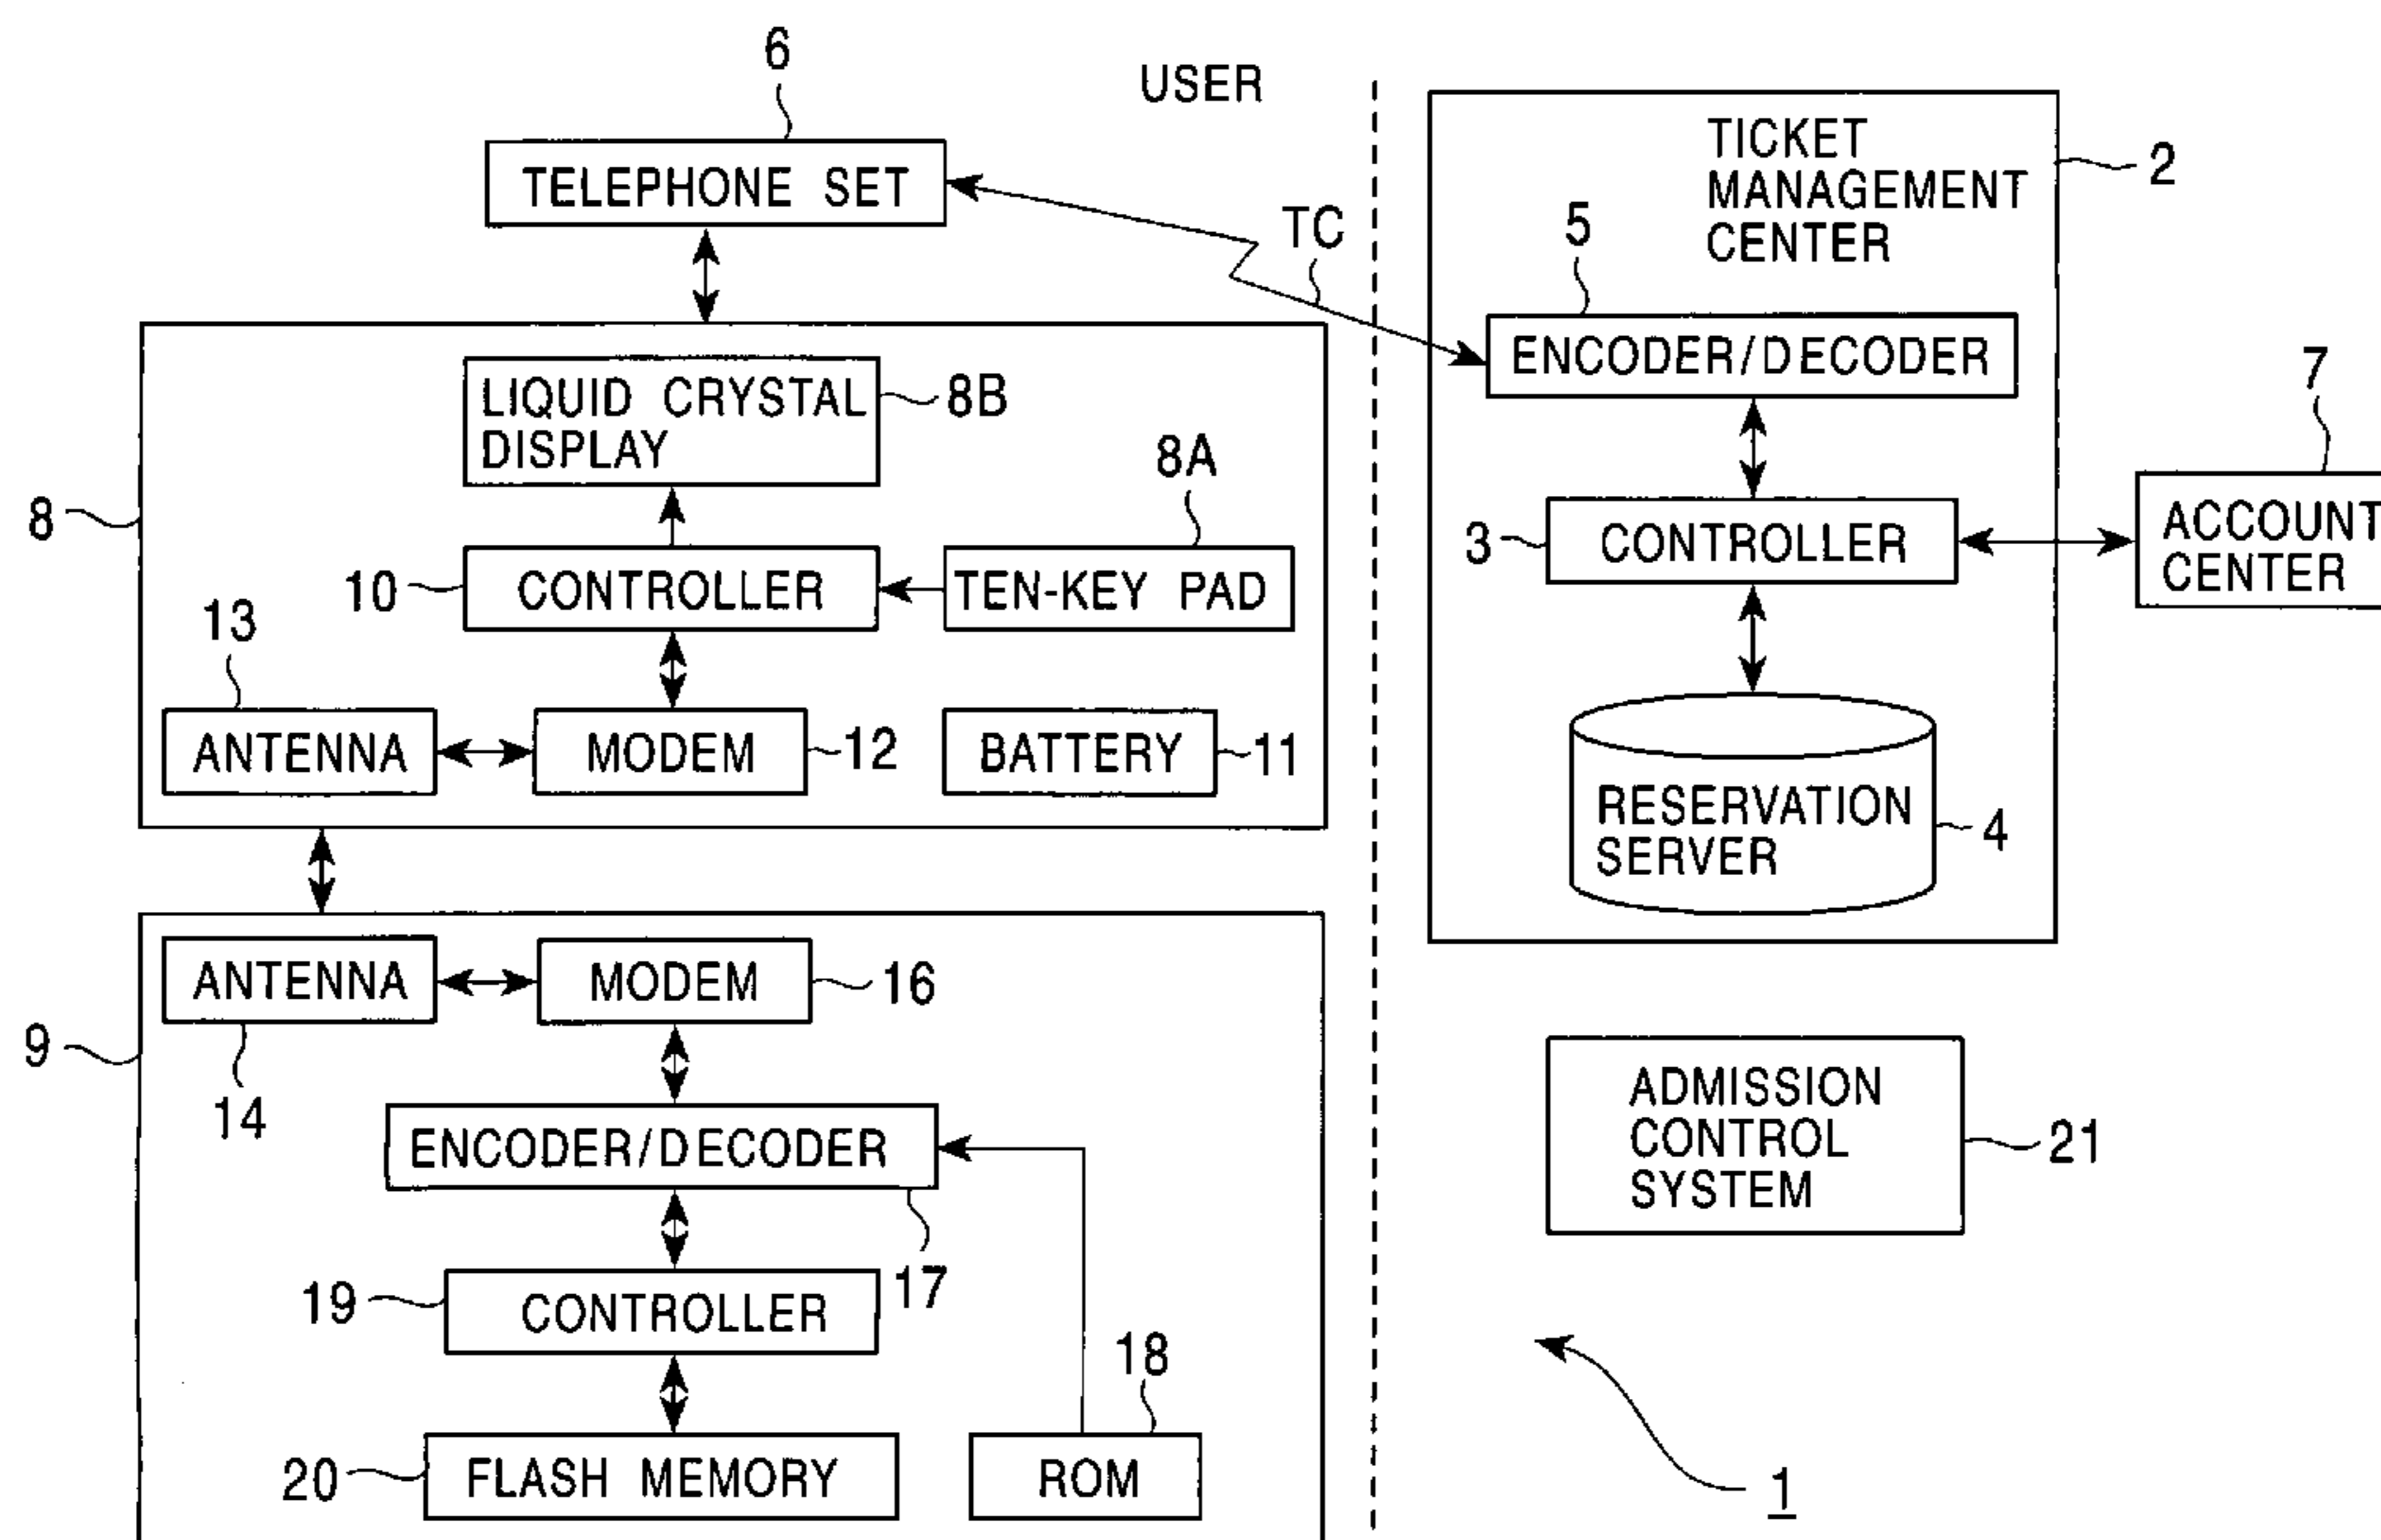 6
USER
TELEPHONE SET
TC
TICKET
MANAGEMENT
CENTER
2
5
ENCODER/DECODER
7
LIQUID CRYSTAL
DISPLAY
8B
8A
8
10
CONTROLLER
TEN-KEY PAD
3
CONTROLLER
ACCOUNT
CENTER
13
ANTENNA
MODEM
12
BATTERY
11
RESERVATION
SERVER
4
ANTENNA
MODEM
16
9
14
ENCODER/DECODER
17
ADMISSION
CONTROL
SYSTEM
21
19
CONTROLLER
18
20
FLASH MEMORY
ROM
1